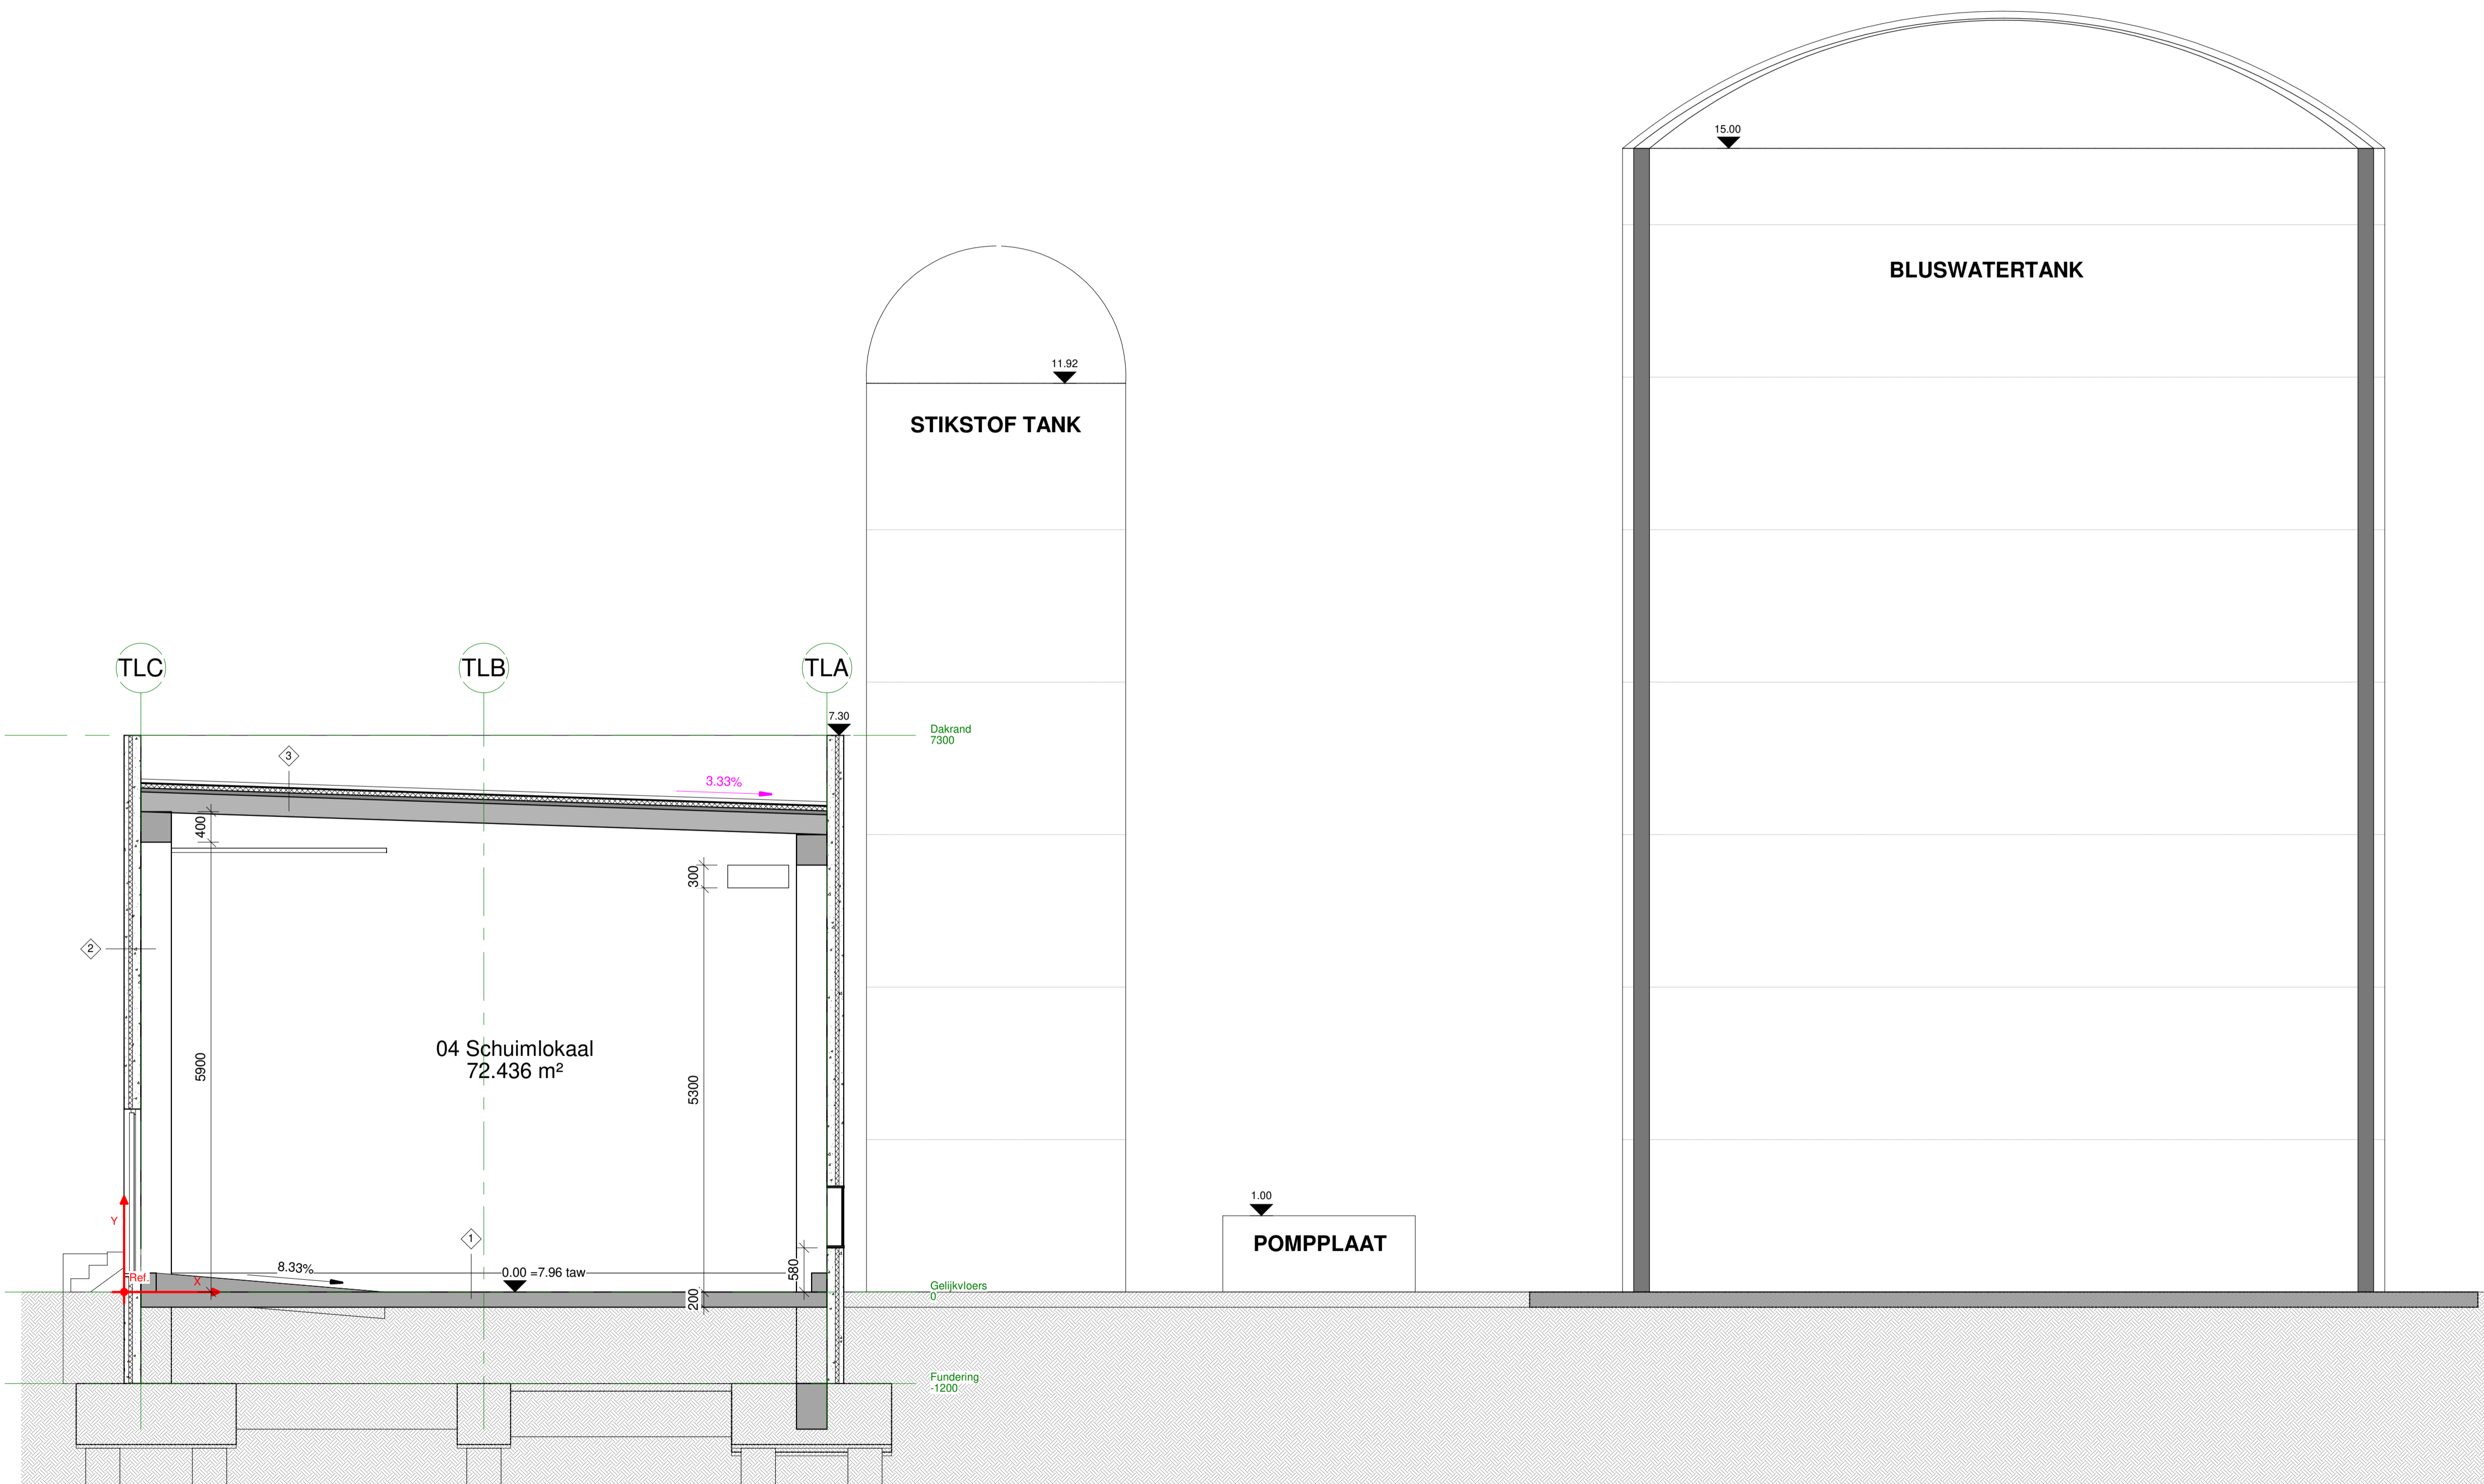 15.00
BLUSWATERTANK
11.92
STIKSTOF TANK
TLC
TLB
TLA
7.30
Dakrand
7300
3
3.33%
400
300
2
04 Schuimlokaal
72.436 m²
5900
5300
1.00
POMPPLAAT
Y
1
8.33%
0.00 =7.96 taw
580
Ref.
X
Gelijkvloers
0
200
Fundering
-1200